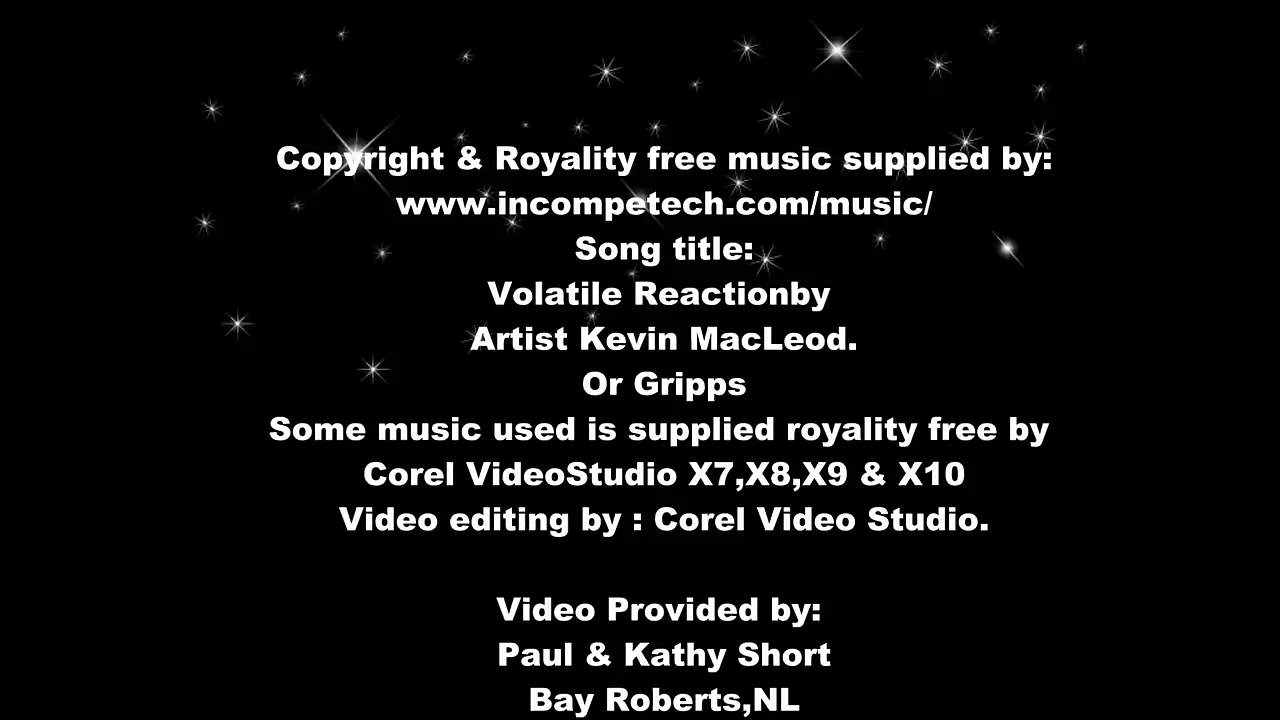 Copyright & Royality free music supplied by:
www.incompetech.com/music/
Song title:
Volatile Reactionby
Artist Kevin MacLeod.
Or Gripps
Some music used is supplied royality free by
Corel VideoStudio X7,X8,X9 & X10
Video editing by : Corel Video Studio.
Video Provided by:
Paul & Kathy Short
Bay Roberts,NL